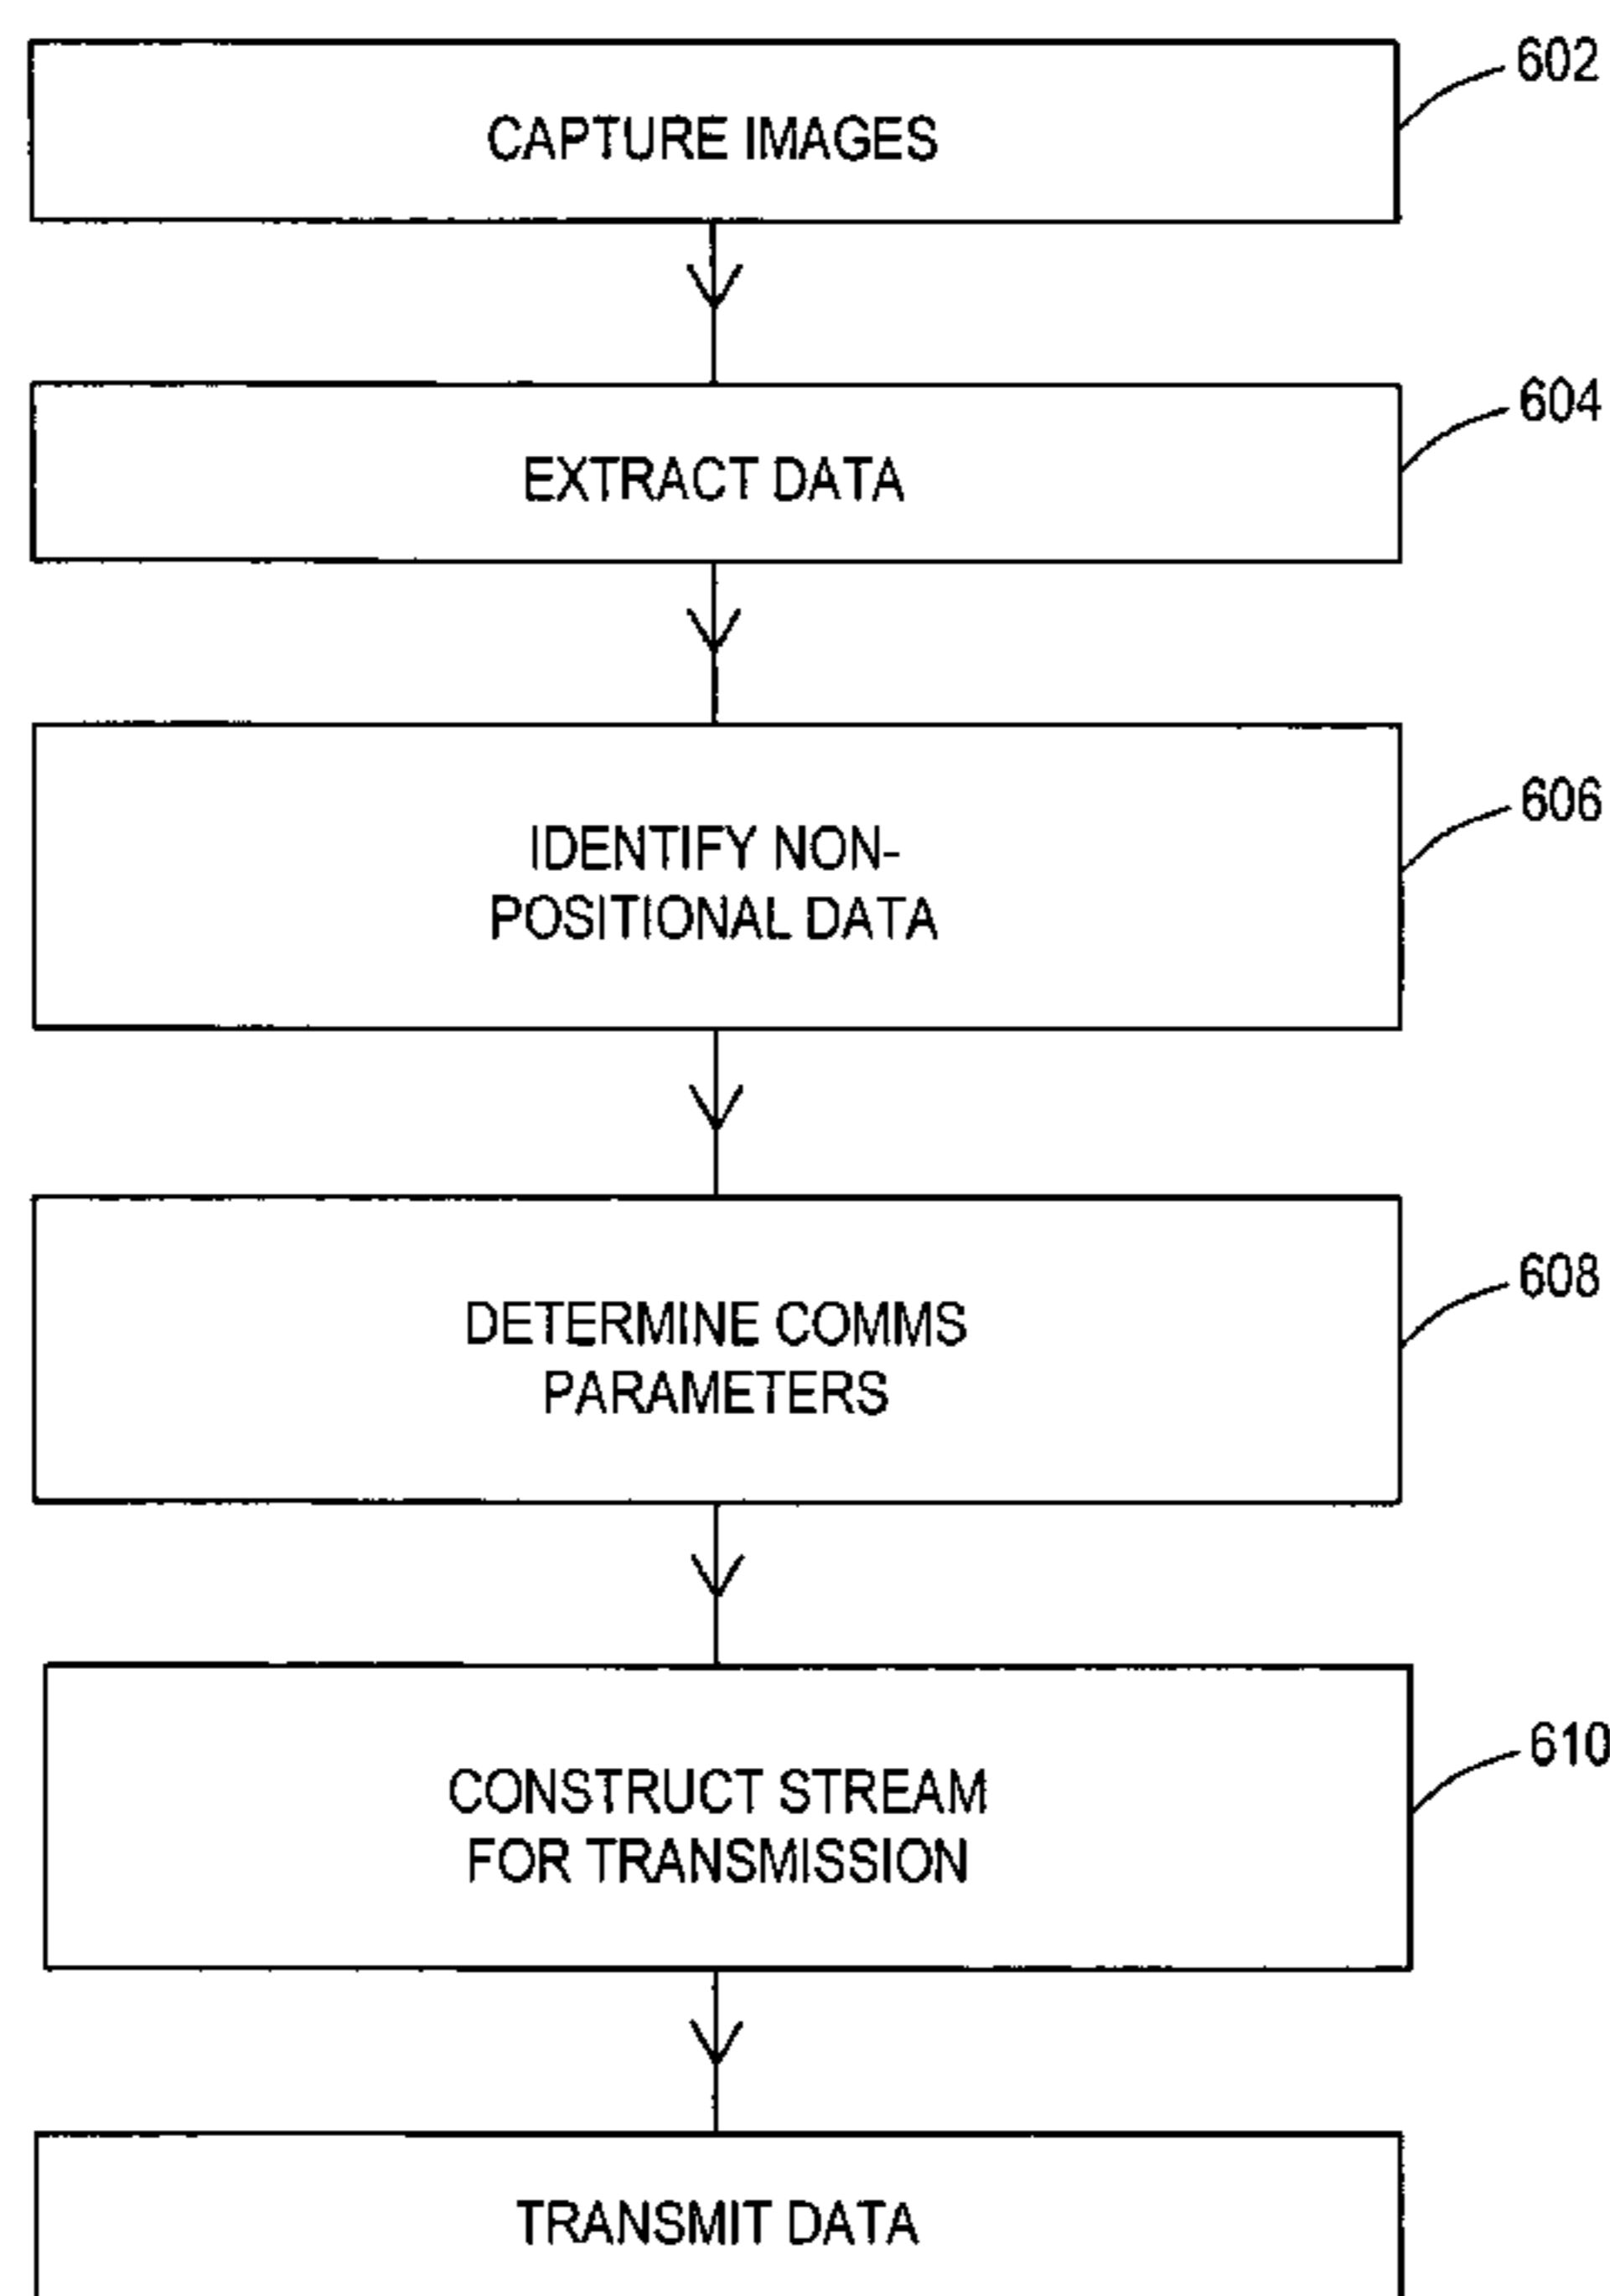 602
CAPTURE IMAGES
604
EXTRACT DATA
606
IDENTIFY NON-
POSITIONAL DATA
608
DETERMINE COMMS
PARAMETERS
610
CONSTRUCT STREAM
FOR TRANSMISSION
TRANSMIT DATA